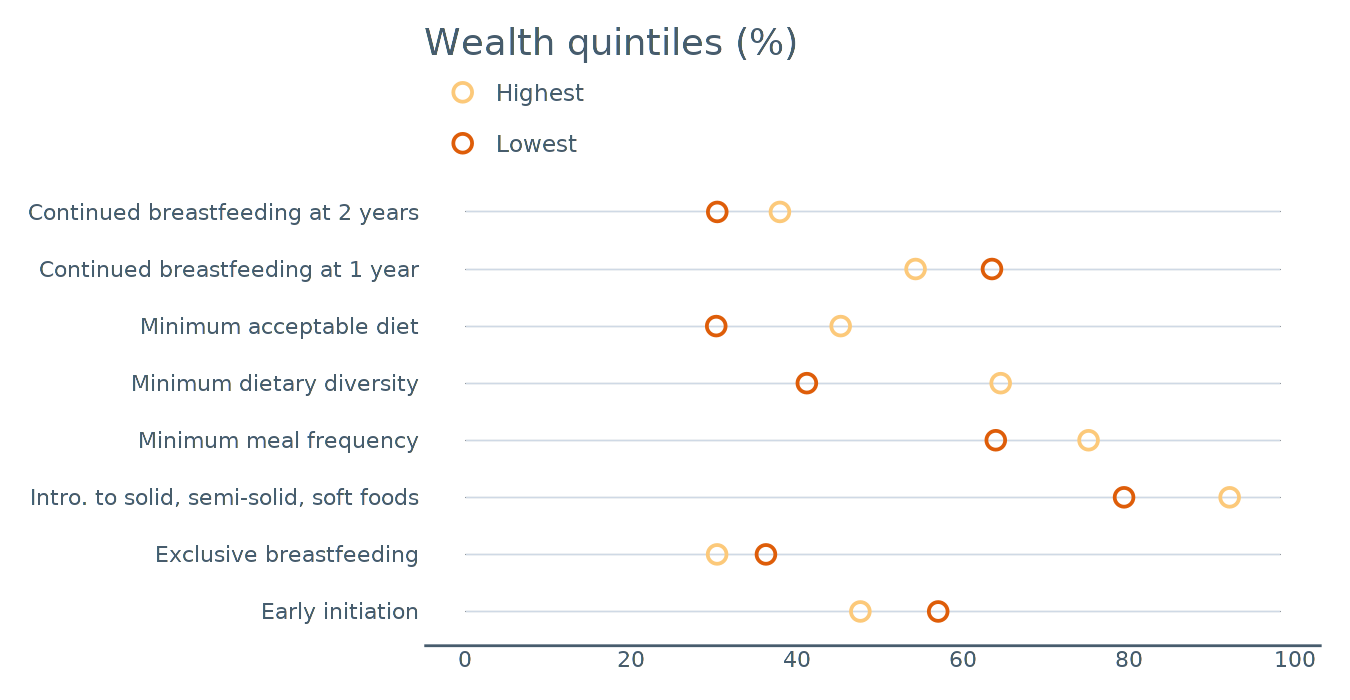 Wealth quintiles (%)
Highest
Lowest
Continued breastfeeding at 2 years
Continued breastfeeding at 1 year
Minimum acceptable diet
Minimum dietary diversity
Minimum meal frequency
Intro. to solid, semi-solid, soft foods
Exclusive breastfeeding
Early initiation
0 20 40 60 80 100